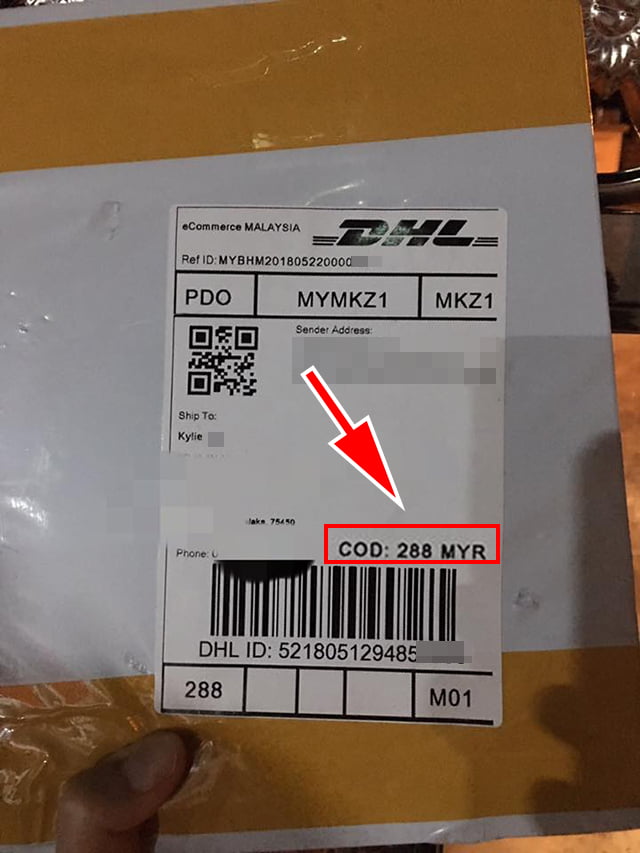 eCommerce MALAYSIA
DHL
Ref ID: MYBHM201805220000
PDO MYMKZ1 MKZ1
Sender Address:
Ship To:
Kylie
75450
Phone:
COD: 288 MYR
DHL ID: 521805129485
288 M01